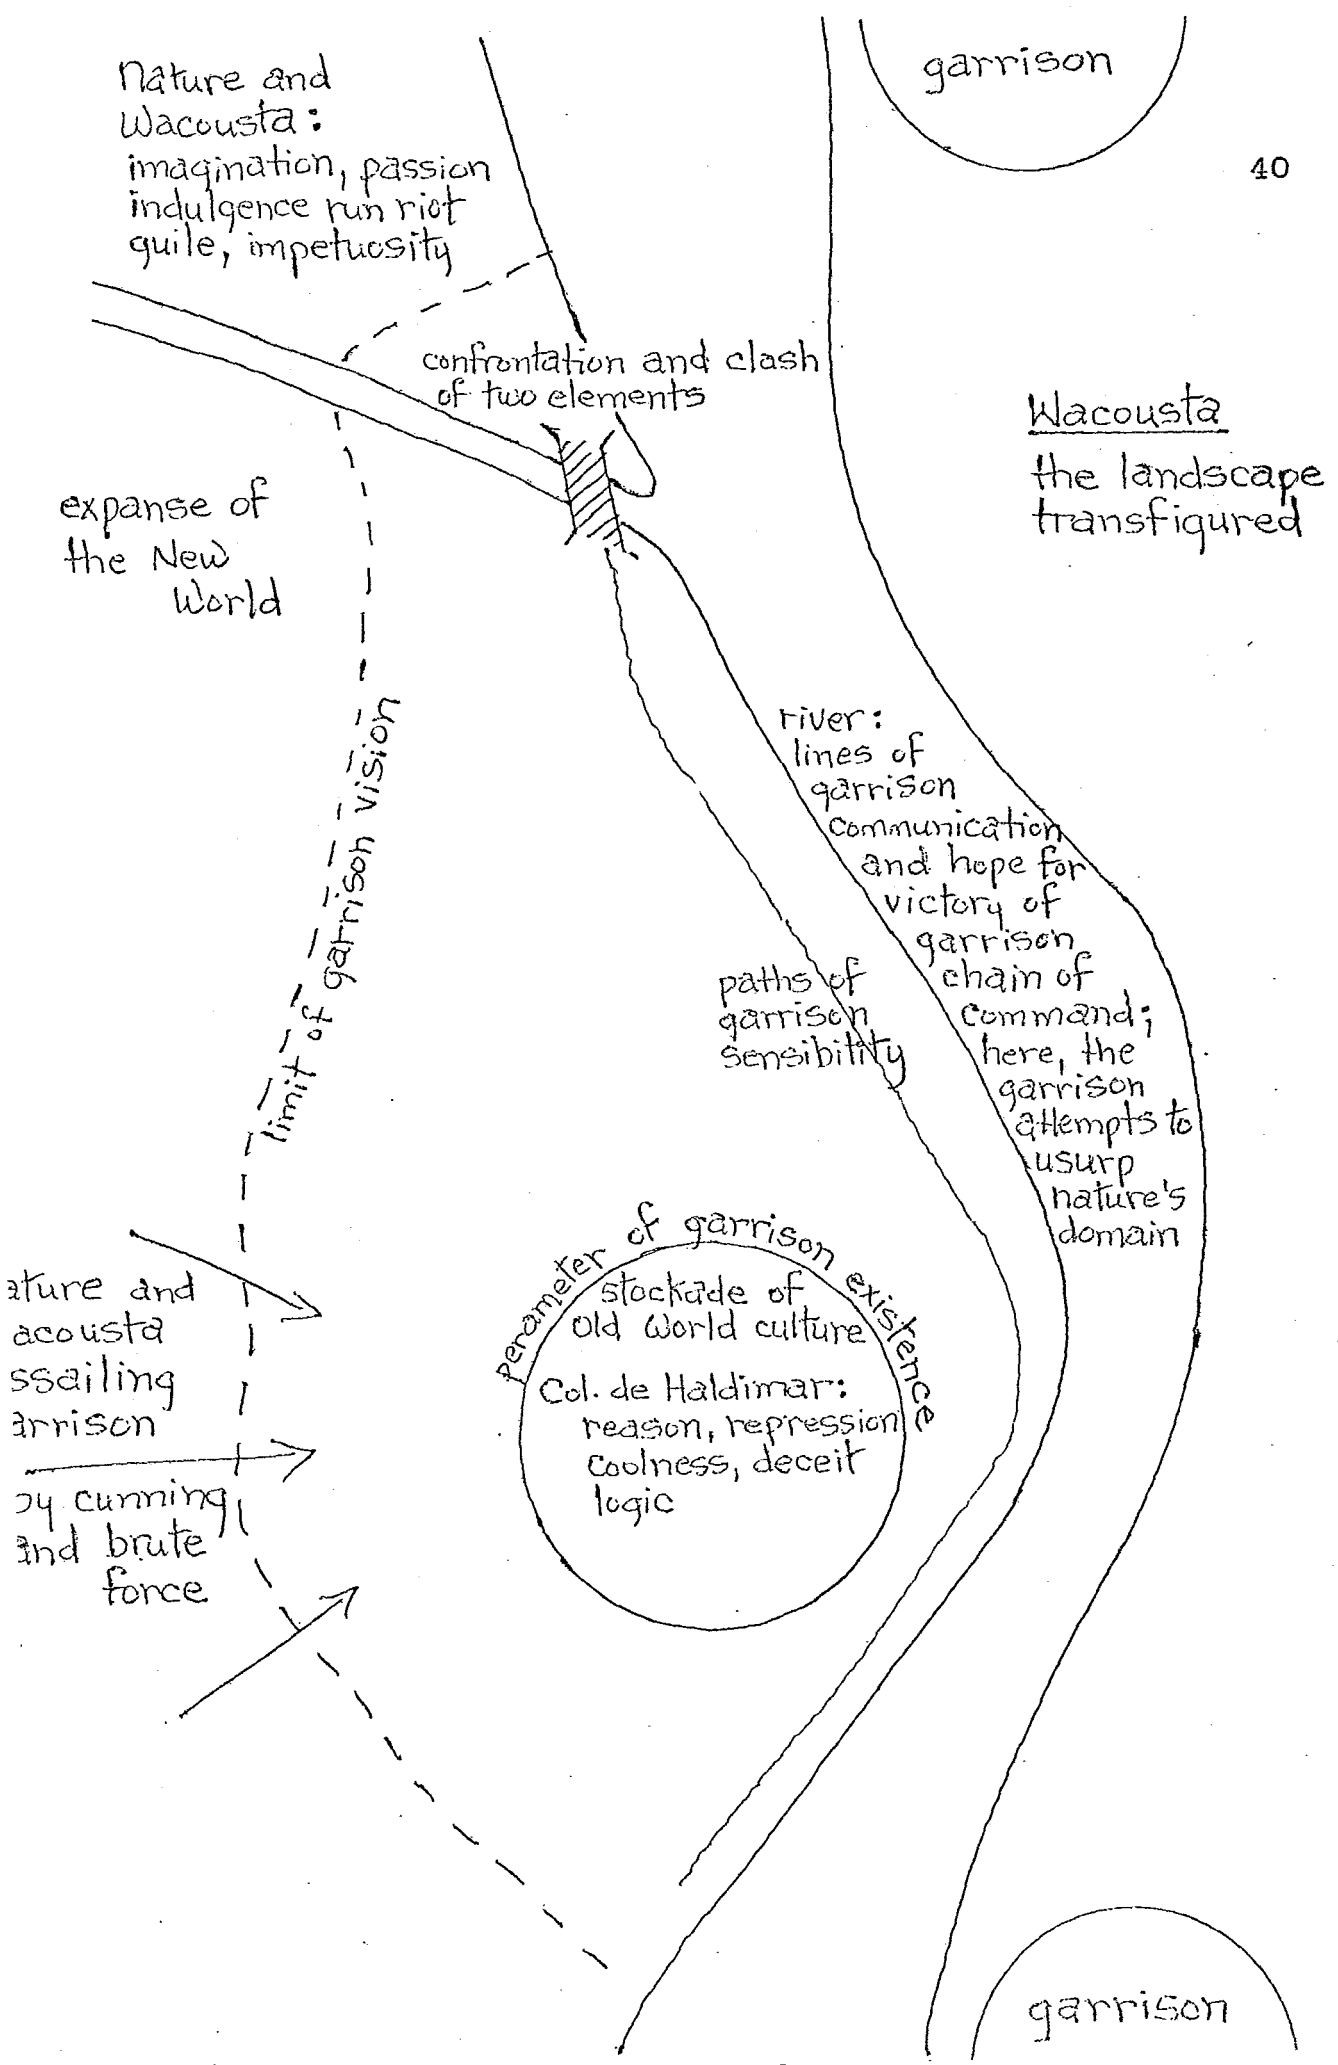 garrison
40
Nature and
Wacousta:
imagination, passion
indulgence run riot
guile, impetuosity
confrontation and clash
of two elements
Wacousta
the landscape
transfigured
expanse of
the New
World
limit of garrison vision
river:
lines of
garrison
communication
and hope for
victory of
garrison
chain of
command;
here, the
garrison
attempts to
usurp
nature's
domain
paths of
garrison
sensibility
perameter of garrison existence
stockade of
Old World culture
Col. de Haldimar:
reason, repression
coolness, deceit
logic
ature and
acousta
ssailing
arrison
by cunning
and brute
force
garrison